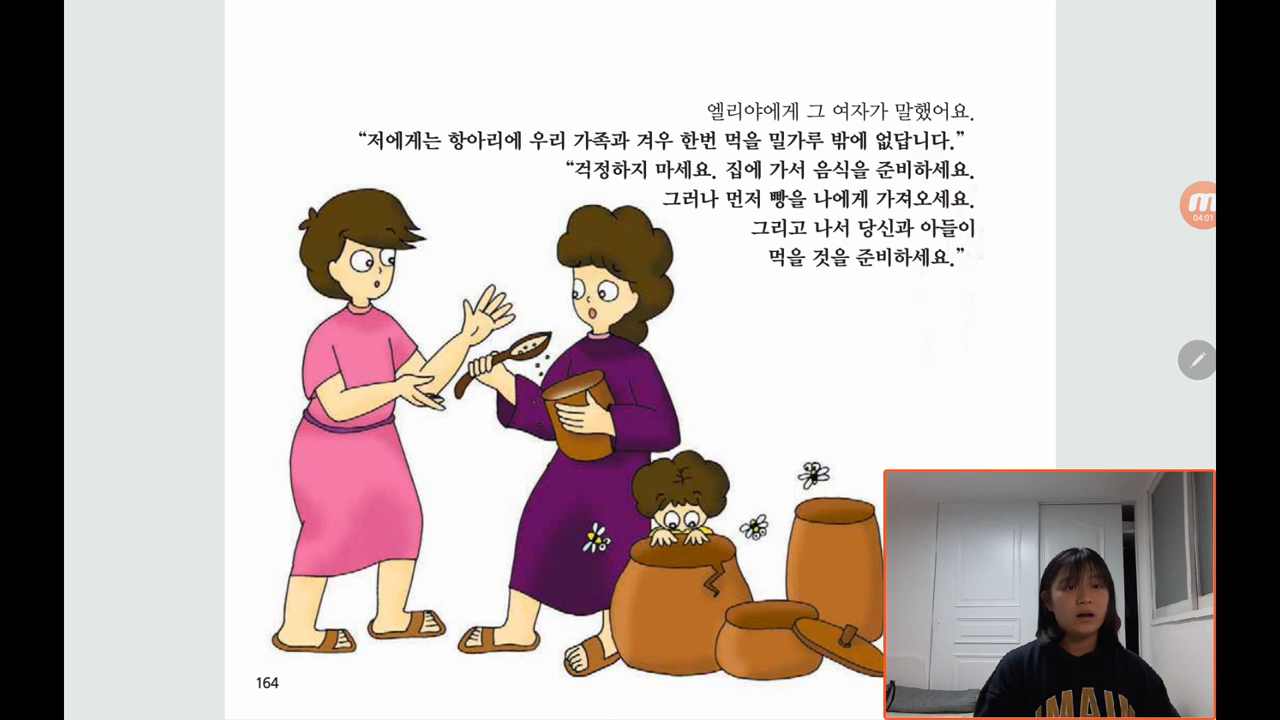 엘리야에게 그 여자가 말했어요.
“저에게는 항아리에 우리 가족과 겨우 한번 먹을 밀가루 밖에 없답니다.”
“걱정하지 마세요. 집에 가서 음식을 준비하세요.
그러나 먼저 빵을 나에게 가져오세요.
그리고 나서 당신과 아들이
먹을 것을 준비하세요.”
04:01
164